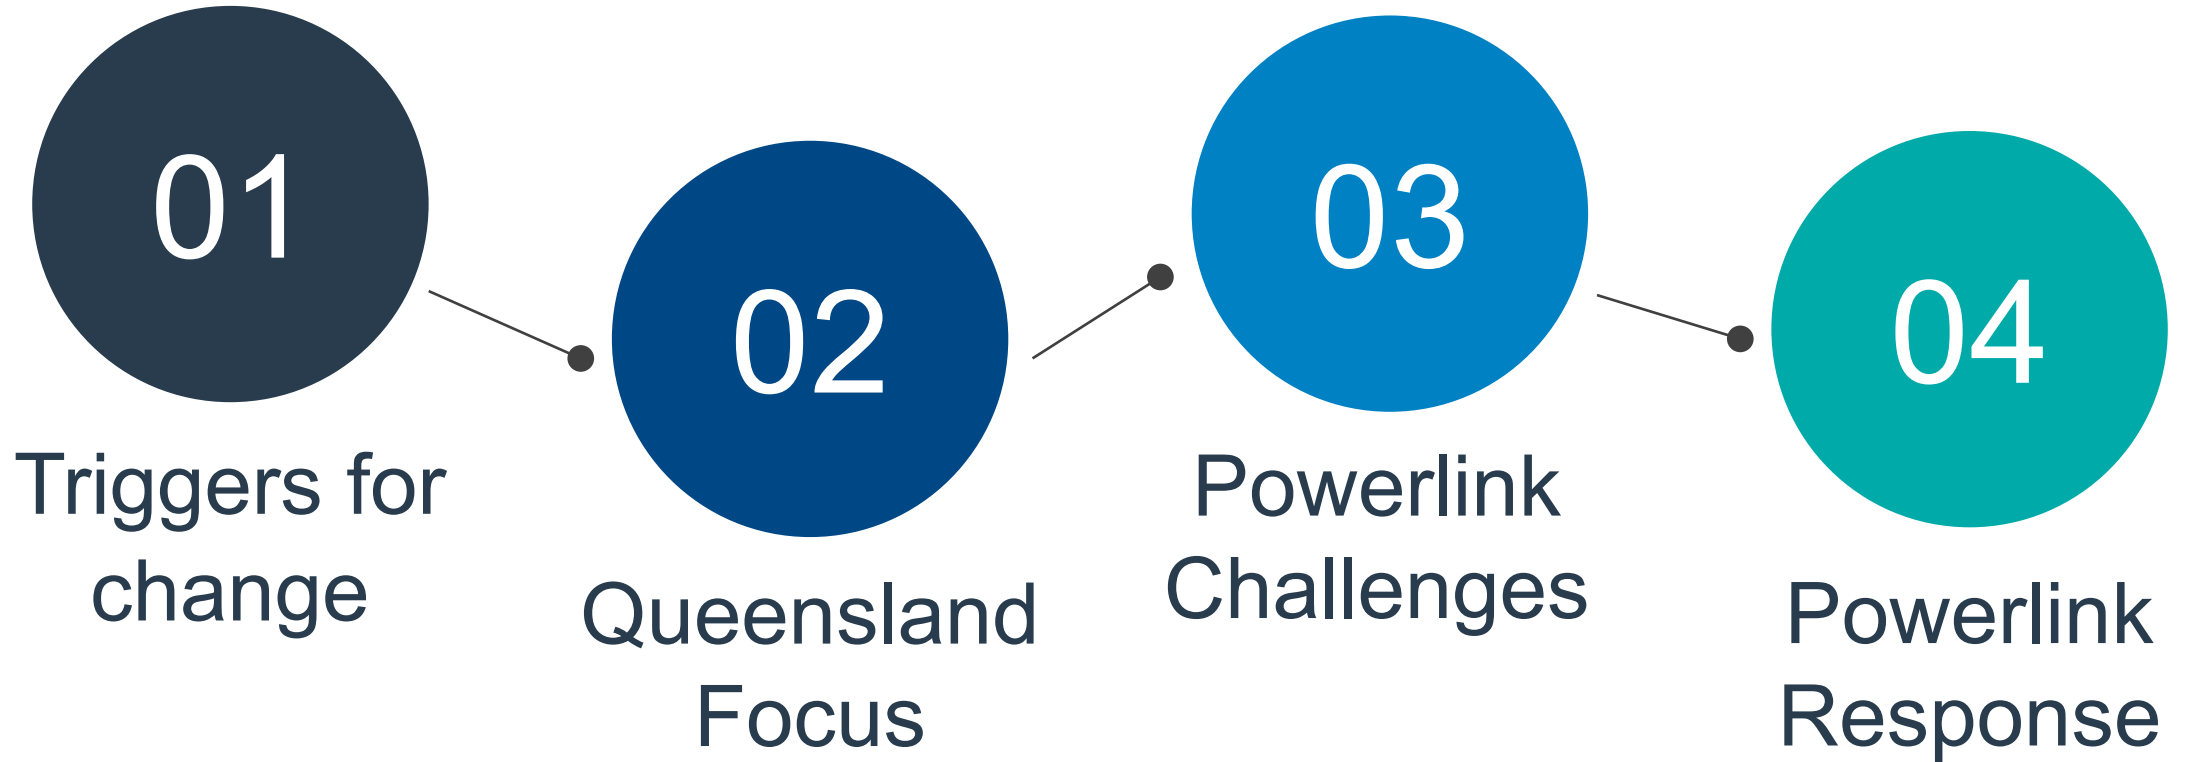 01
Triggers for
change
02
Queensland
Focus
03
Powerlink
Challenges
04
Powerlink
Response